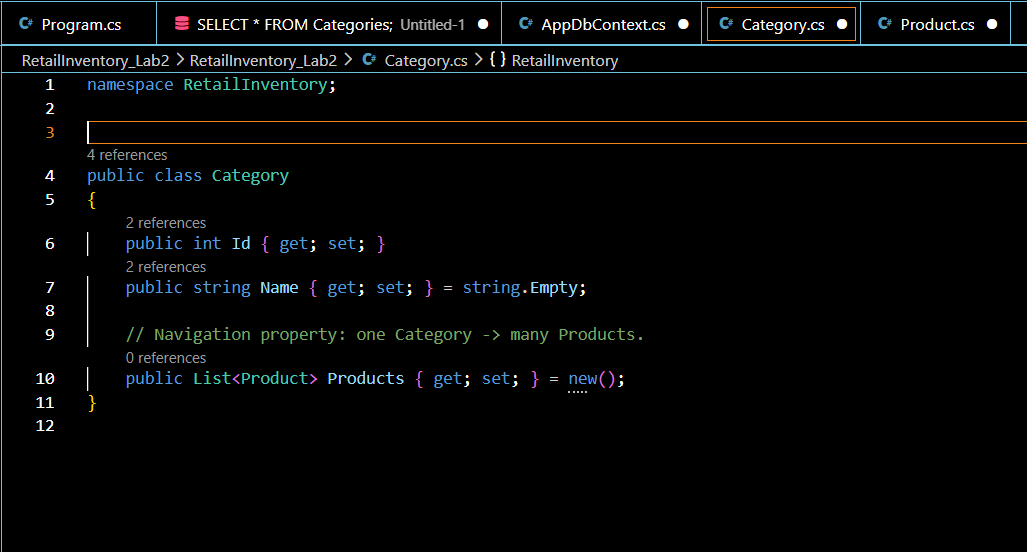 C# Program.cs SELECT * FROM Categories; Untitled-1 C# AppDbContext.cs C# Category.cs C# Product.cs
RetailInventory_Lab2 > RetailInventory_Lab2 > C# Category.cs > { } RetailInventory
1 namespace RetailInventory;
2
3
4 references
4 public class Category
5 {
2 references
6 public int Id { get; set; }
2 references
7 public string Name { get; set; } = string.Empty;
8
9 // Navigation property: one Category -> many Products.
0 references
10 public List<Product> Products { get; set; } = new();
11 }
12